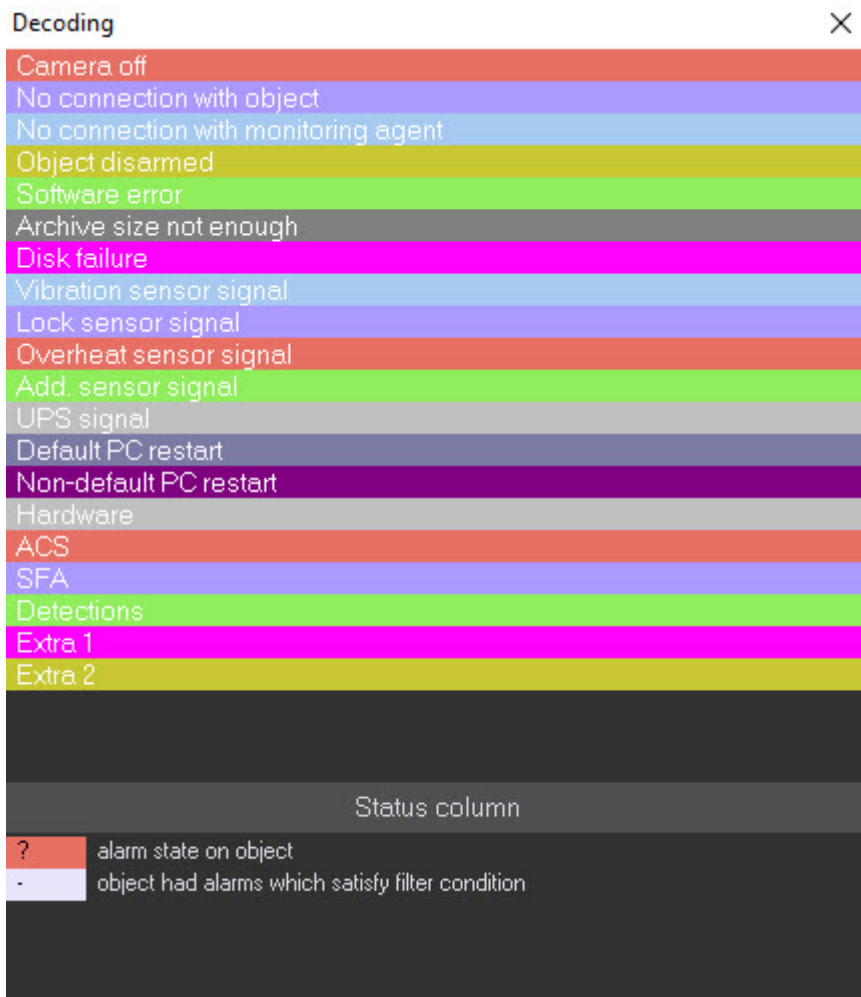 Decoding
Camera off
No connection with object
No connection with monitoring agent
Object disarmed
Software error
Archive size not enough
Disk failure
Vibration sensor signal
Lock sensor signal
Overheat sensor signal
Add. sensor signal
UPS signal
Default PC restart
Non-default PC restart
Hardware
ACS
SFA
Detections
Extra 1
Extra 2
Status column
? alarm state on object
- object had alarms which satisfy filter condition